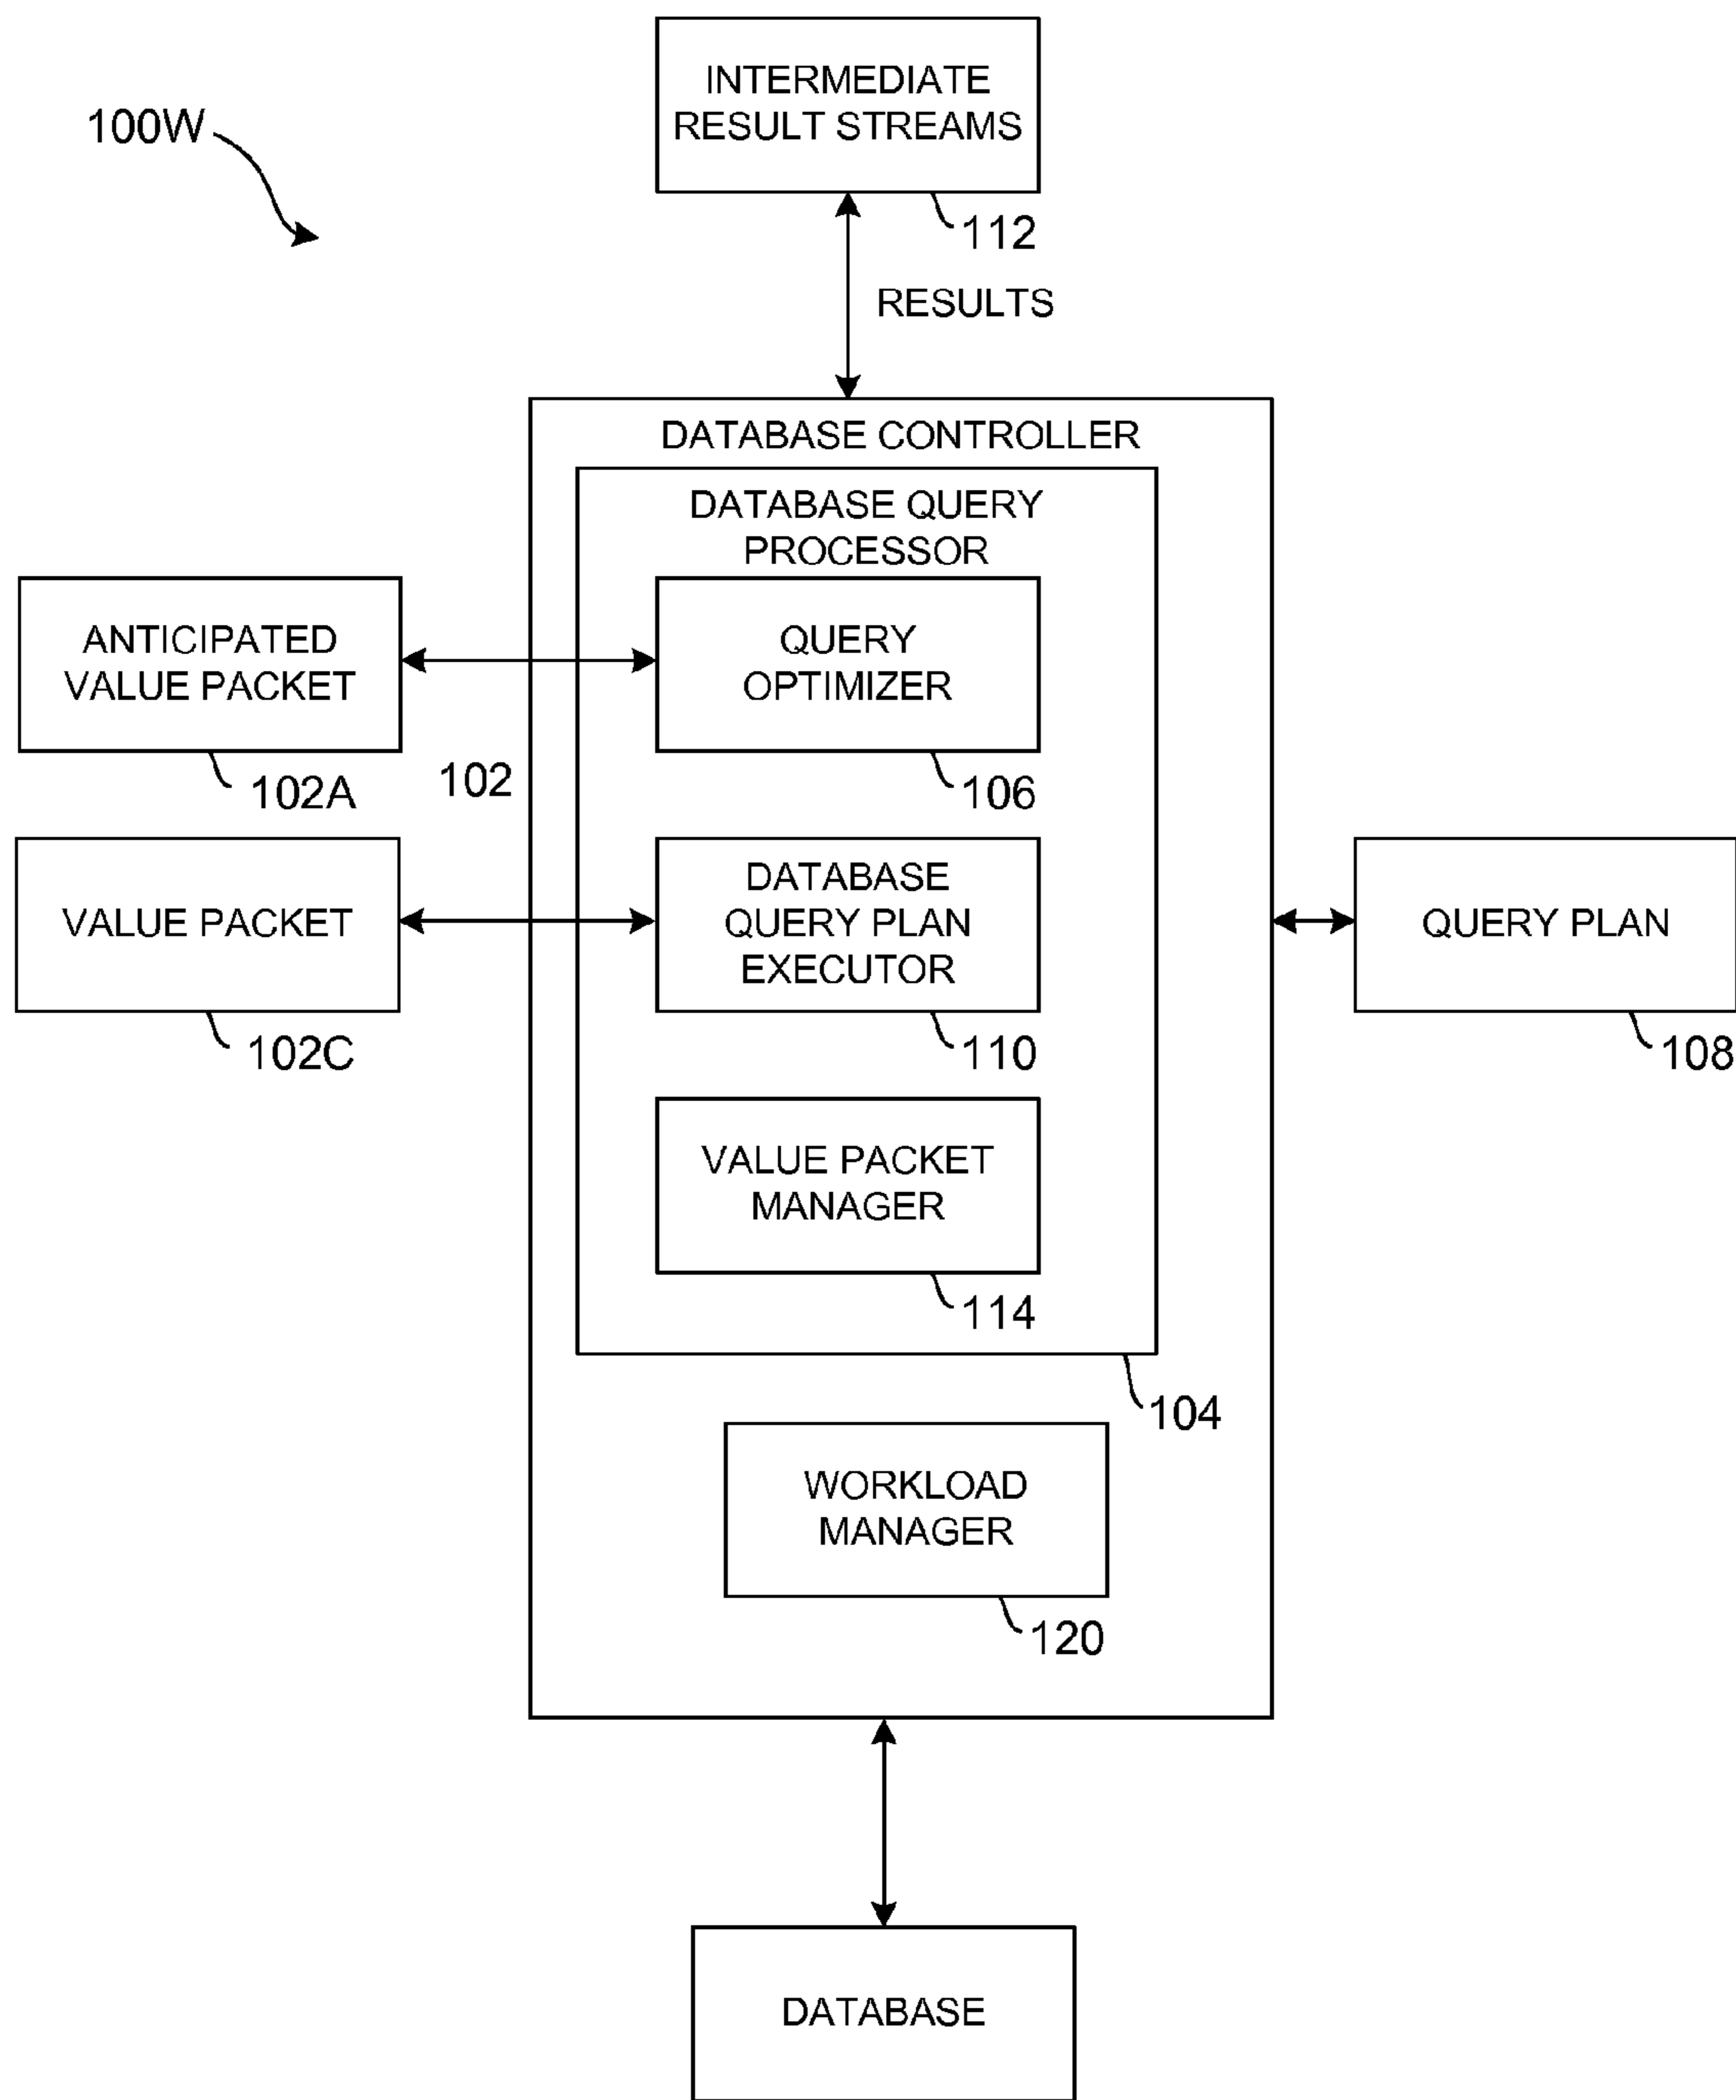 INTERMEDIATE
RESULT STREAMS
100W
112
RESULTS
DATABASE CONTROLLER
DATABASE QUERY
PROCESSOR
ANTICIPATED
VALUE PACKET
QUERY
OPTIMIZER
102A
102
106
VALUE PACKET
DATABASE
QUERY PLAN
EXECUTOR
QUERY PLAN
102C
110
108
VALUE PACKET
MANAGER
114
104
WORKLOAD
MANAGER
120
DATABASE